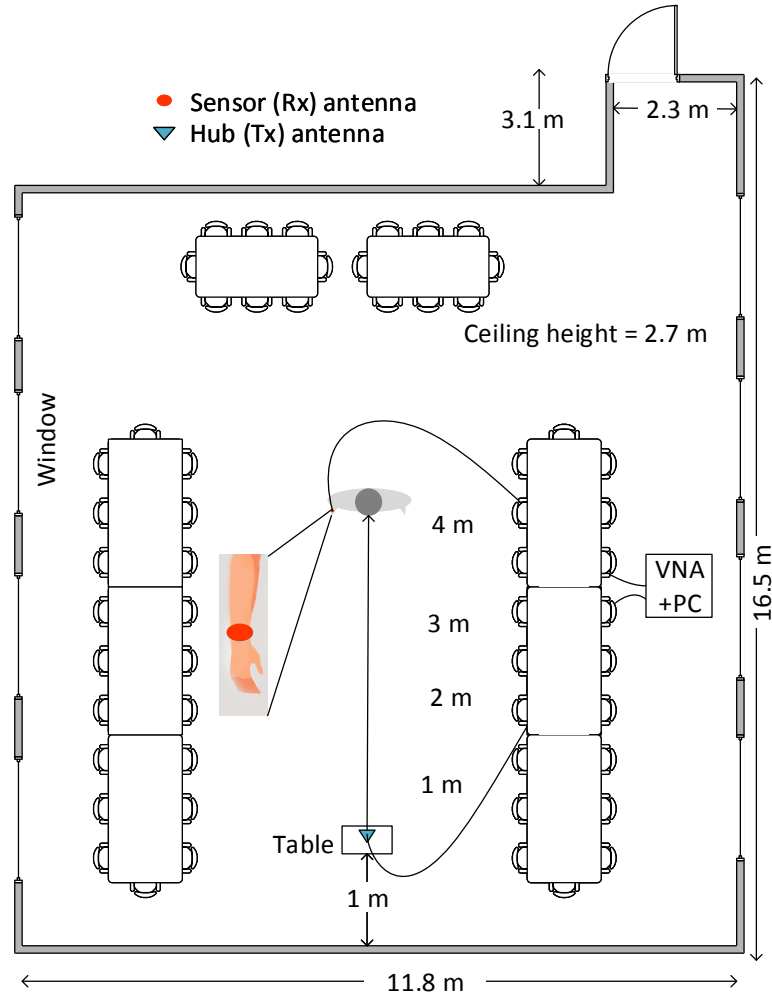 Sensor (Rx) antenna
Hub (Tx) antenna
3.1 m
2.3 m
Ceiling height = 2.7 m
Window
4 m
VNA
+PC
16.5 m
3 m
2 m
1 m
Table
1 m
11.8 m